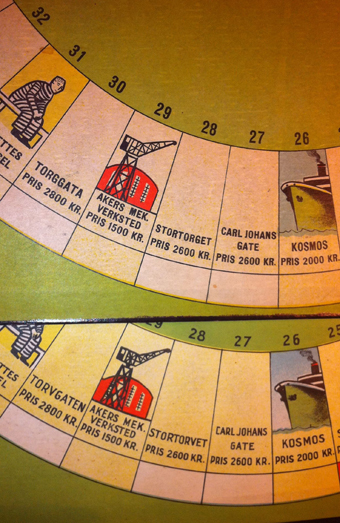 32
31
30
29
28
27
26
TTES
EL
TORGGATA
PRIS 2800 KR.
AKERS MEK.
VERKSTED
PRIS 1500 KR.
STORTORGET
PRIS 2600 KR.
CARL JOHANS
GATE
PRIS 2600 KR.
KOSMOS
PRIS 2000 KR.
29
28
27
26
25
TTES
EL
TORVGATEN
PRIS 2800 KR.
AKERS MEK.
VERKSTED
PRIS 1500 KR.
STORTORVET
PRIS 2600 KR.
CARL JOHANS
GATE
PRIS 2600 KR.
KOSMOS
PRIS 2000 KR.